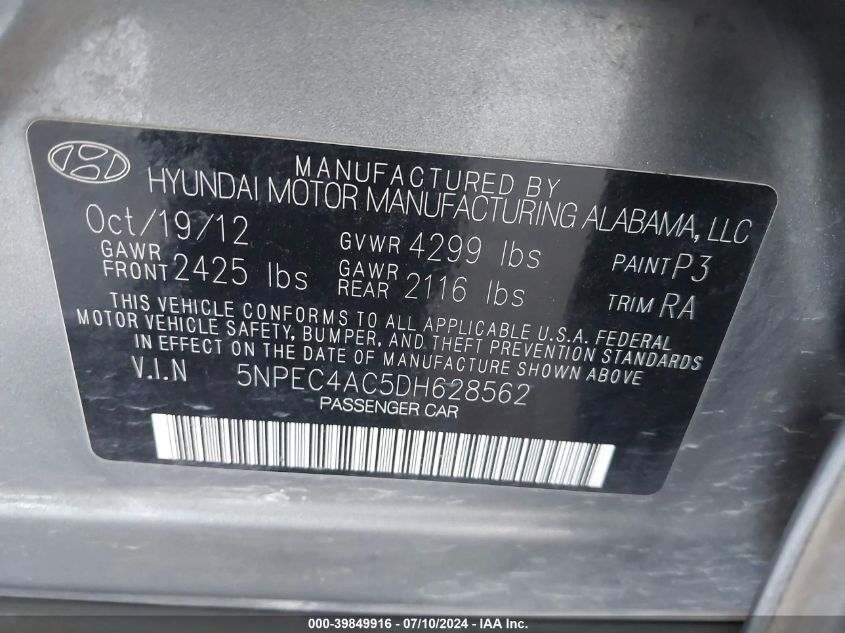 MANUFACTURED BY
HYUNDAI MOTOR MANUFACTURING ALABAMA, LLC
Oct/19/12 GVWR 4299 lbs PAINT P3
GAWR FRONT 2425 lbs GAWR REAR 2116 lbs TRIM RA
THIS VEHICLE CONFORMS TO ALL APPLICABLE U.S.A. FEDERAL
MOTOR VEHICLE SAFETY, BUMPER, AND THEFT PREVENTION STANDARDS
IN EFFECT ON THE DATE OF MANUFACTURE SHOWN ABOVE
V.I.N 5NPEC4AC5DH628562
PASSENGER CAR
000-39849916 - 07/10/2024 - IAA Inc.